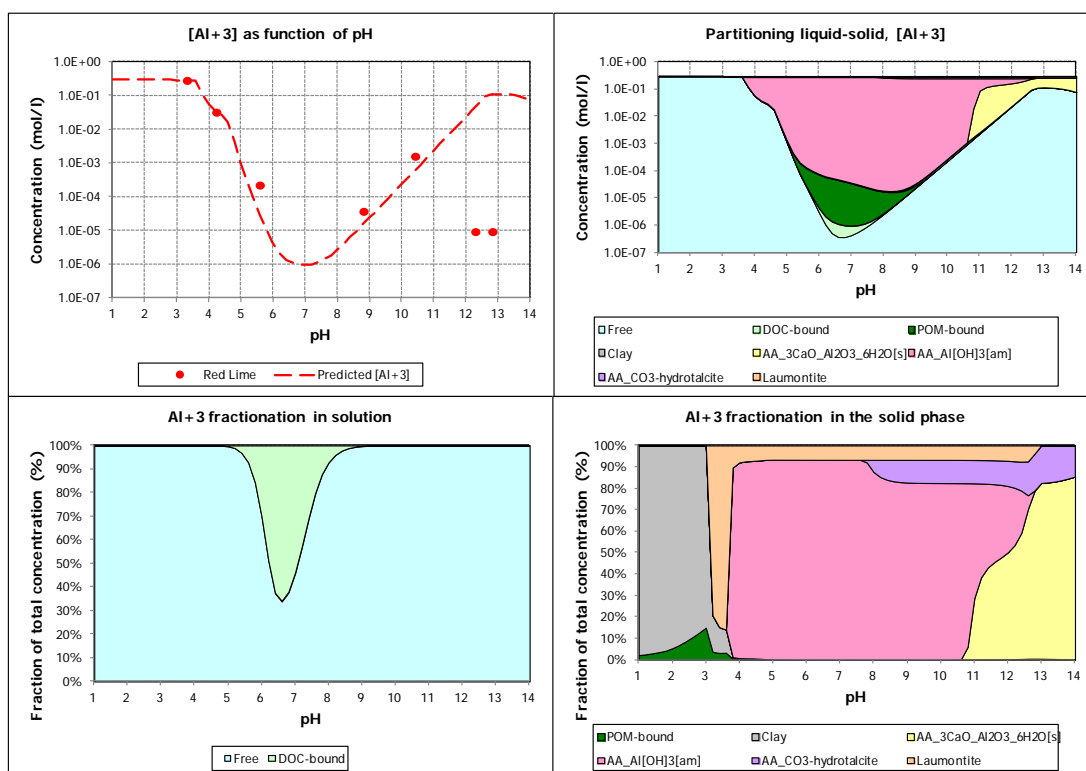 [Al+3] as function of pH
Concentration (mol/l)
1.0E+00
1.0E-01
1.0E-02
1.0E-03
1.0E-04
1.0E-05
1.0E-06
1.0E-07
1 2 3 4 5 6 7 8 9 10 11 12 13 14
pH
Red Lime Predicted [Al+3]
Partitioning liquid-solid, [Al+3]
Concentration (mol/l)
1.0E+00
1.0E-01
1.0E-02
1.0E-03
1.0E-04
1.0E-05
1.0E-06
1.0E-07
1 2 3 4 5 6 7 8 9 10 11 12 13 14
pH
Free DOC-bound POM-bound
Clay AA_3CaO_Al2O3_6H2O[s] AA_Al[OH]3[am]
AA_CO3-hydrotalcite Laumontite
Al+3 fractionation in solution
Fraction of total concentration (%)
100%
90%
80%
70%
60%
50%
40%
30%
20%
10%
0%
1 2 3 4 5 6 7 8 9 10 11 12 13 14
pH
Free DOC-bound
Al+3 fractionation in the solid phase
Fraction of total concentration (%)
100%
90%
80%
70%
60%
50%
40%
30%
20%
10%
0%
1 2 3 4 5 6 7 8 9 10 11 12 13 14
pH
POM-bound Clay AA_3CaO_Al2O3_6H2O[s]
AA_Al[OH]3[am] AA_CO3-hydrotalcite Laumontite